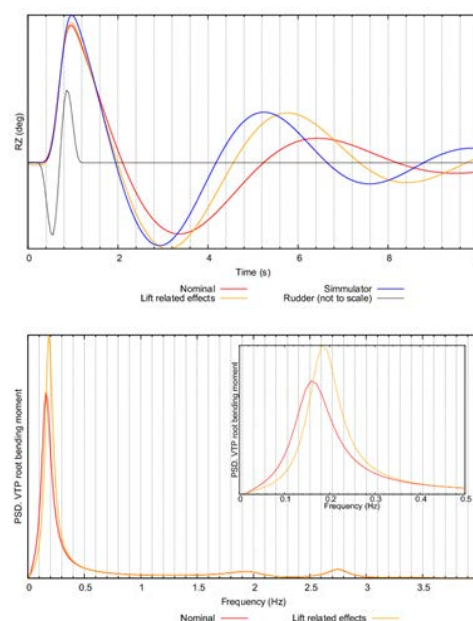 RZ (deg)
0 2 4 6 8
Time (s)
Nominal Simmulator
Lift related effects Rudder (not to scale)
PSD. VTP root bending moment
PSD. VTP root bending moment
0 0.1 0.2 0.3 0.4 0.5
Frequency (Hz)
0 0.5 1 1.5 2 2.5 3 3.5
Frequency (Hz)
Nominal Lift related effects